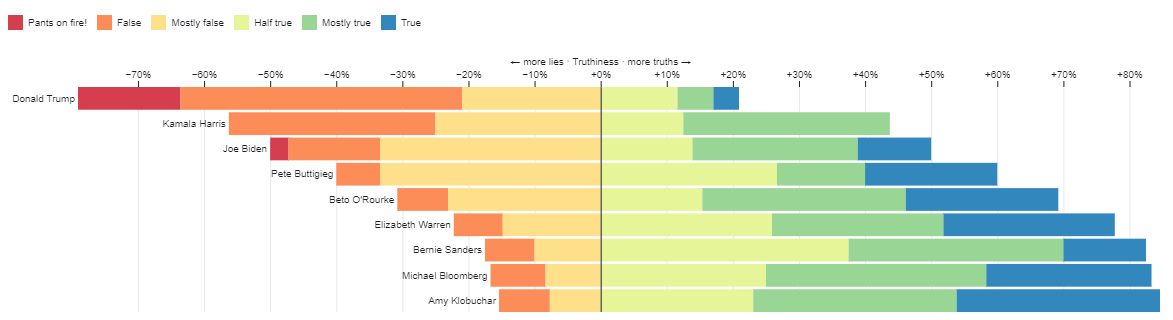 Pants on fire! False Mostly false Half true Mostly true True
← more lies · Truthiness · more truths →
−70% −60% −50% −40% −30% −20% −10% +0% +10% +20% +30% +40% +50% +60% +70% +80%
Donald Trump
Kamala Harris
Joe Biden
Pete Buttigieg
Beto O'Rourke
Elizabeth Warren
Bernie Sanders
Michael Bloomberg
Amy Klobuchar